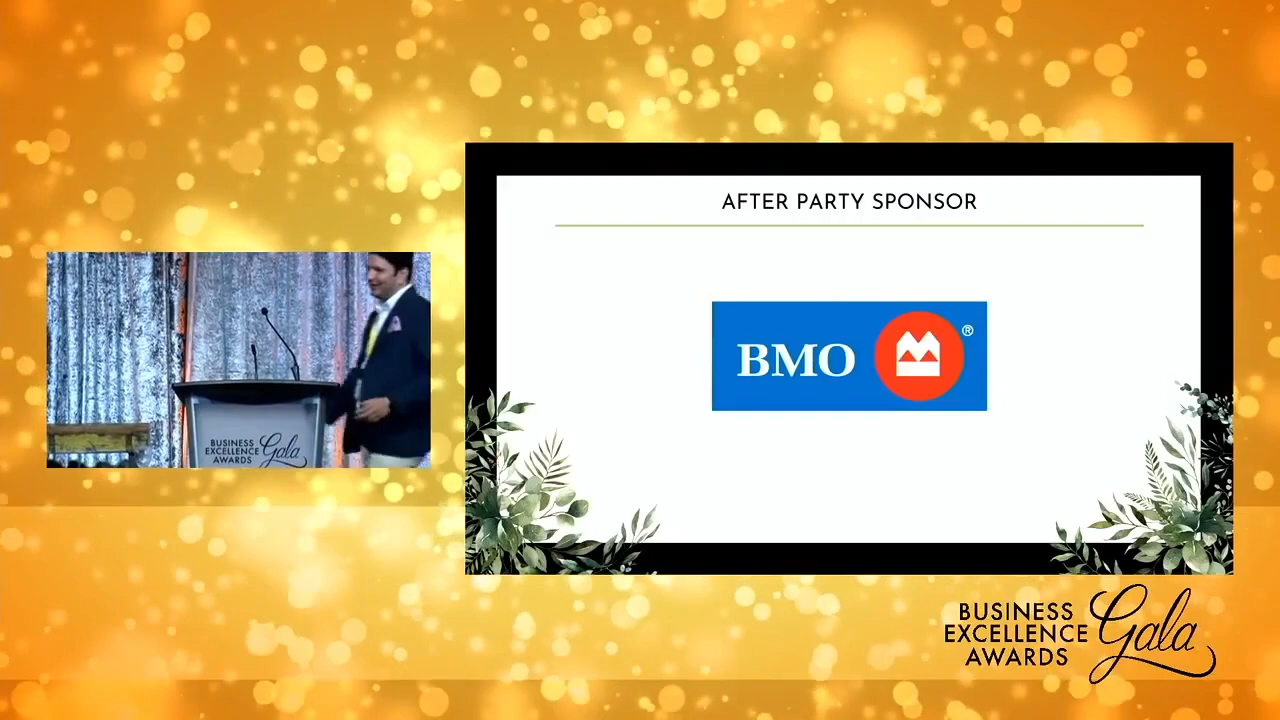 AFTER PARTY SPONSOR
BMO ®
BUSINESS
EXCELLENCE
AWARDS
Gala
BUSINESS
EXCELLENCE
AWARDS
Gala